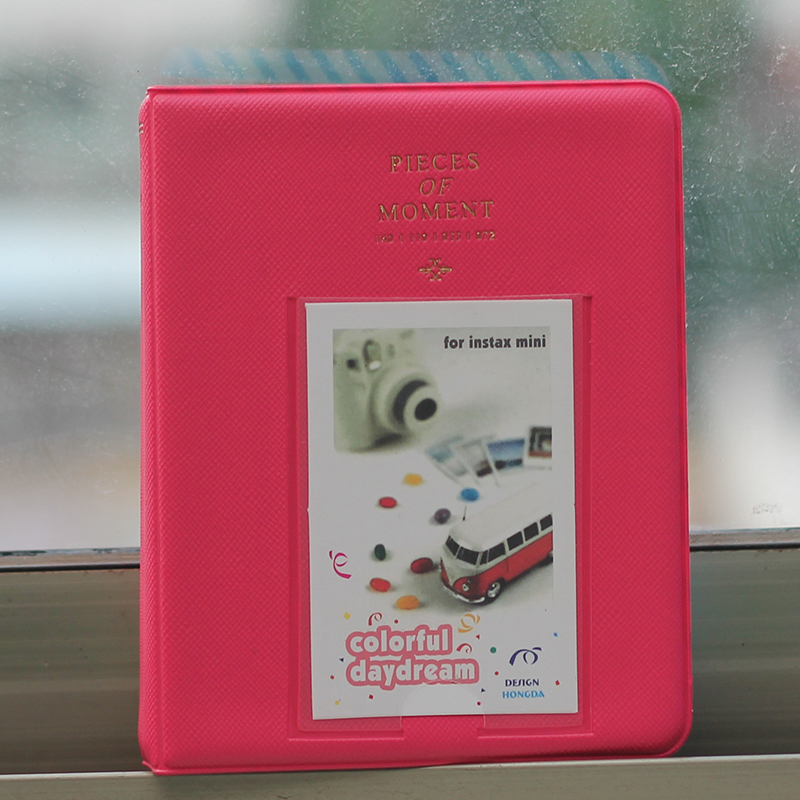 PIECES
OF
MOMENT
for instax mini
colorful
daydream
DESIGN
HONGDA